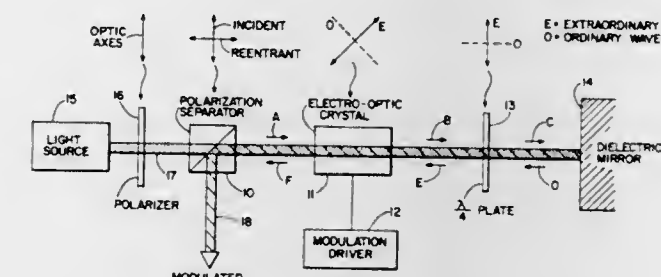 OPTIC
AXES
INCIDENT
REENTRANT
O
E
E
O
E = EXTRAORDINARY
O = ORDINARY WAVE
15
LIGHT
SOURCE
16
17
POLARIZER
POLARIZATION
SEPARATOR
10
18
A
F
ELECTRO-OPTIC
CRYSTAL
11
12
MODULATION
DRIVER
B
E
13
λ/4 PLATE
C
D
14
DIELECTRIC
MIRROR
MODULATED